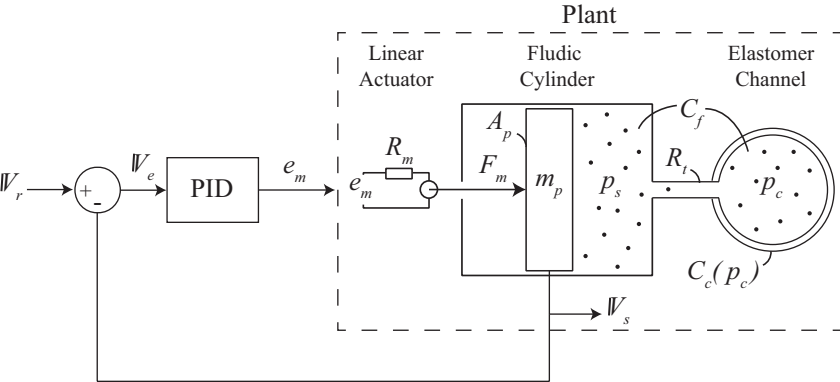 Plant
Linear
Actuator
Fludic
Cylinder
Elastomer
Channel
V_r
+
-
V_e
PID
e_m
e_m
R_m
F_m
A_p
m_p
p_s
C_f
R_t
p_c
C_c(p_c)
V_s